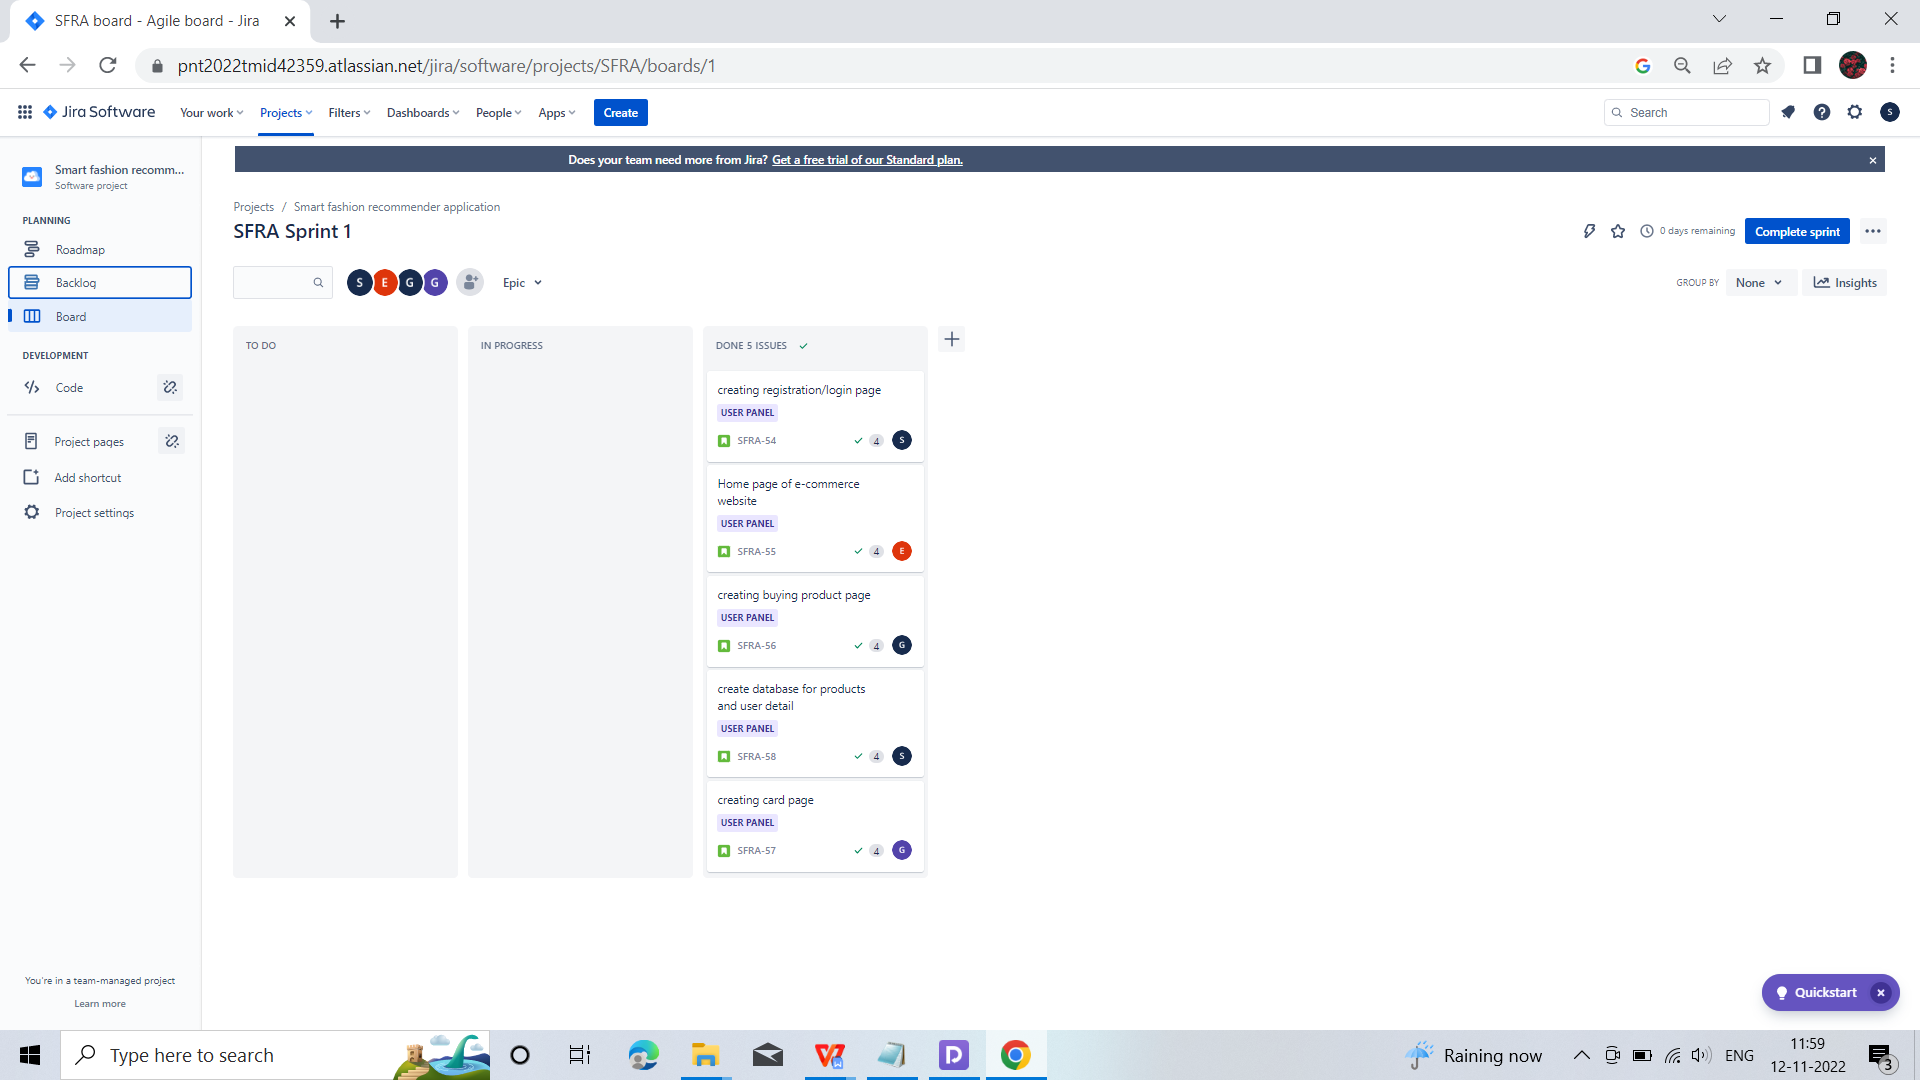 SFRA board - Agile board - Jira
pnt2022tmid42359.atlassian.net/jira/software/projects/SFRA/boards/1
Jira Software
Your work
Projects
Filters
Dashboards
People
Apps
Create
Search
S
Does your team need more from Jira? Get a free trial of our Standard plan.
Smart fashion recomm...
Software project
PLANNING
Roadmap
Backlog
Board
DEVELOPMENT
Code
Project pages
Add shortcut
Project settings
You're in a team-managed project
Learn more
Projects / Smart fashion recommender application
SFRA Sprint 1
0 days remaining
Complete sprint
S E G G
Epic
GROUP BY
None
Insights
TO DO
IN PROGRESS
DONE 5 ISSUES
creating registration/login page
USER PANEL
SFRA-54 4 S
Home page of e-commerce
website
USER PANEL
SFRA-55 4 E
creating buying product page
USER PANEL
SFRA-56 4 G
create database for products
and user detail
USER PANEL
SFRA-58 4 S
creating card page
USER PANEL
SFRA-57 4 G
Quickstart
Type here to search
Raining now
ENG
11:59
12-11-2022
3